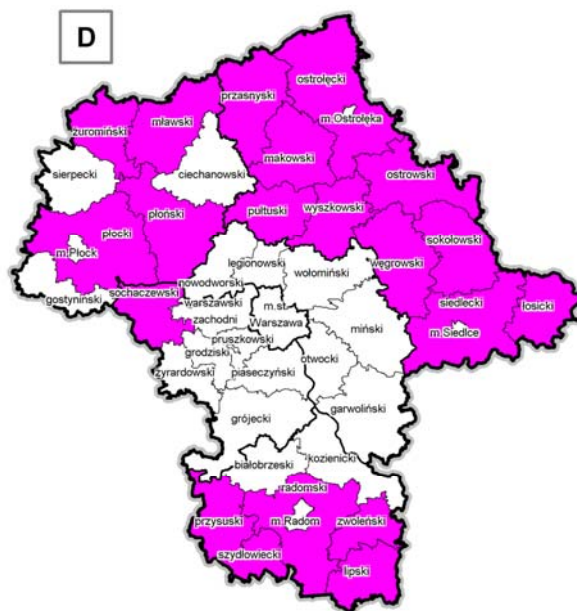 D
ostrołęcki
przasnyski
mławski
m.Ostrołęka
żuromiński
makowski
sierpecki
ciechanowski
ostrowski
płoński
pułtuski
wyszkowski
płocki
sokołowski
m.Płock
legionowski
węgrowski
wołomiński
nowodworski
gostyniński
sochaczewski
siedlecki
łosicki
warszawski
zachodni
m.st.
Warszawa
miński
m.Siedlce
pruszkowski
grodziski
otwocki
żyrardowski
piaseczyński
garwoliński
grójecki
kozienicki
białobrzeski
radomski
przysuski
m.Radom
zwoleński
szydłowiecki
lipski